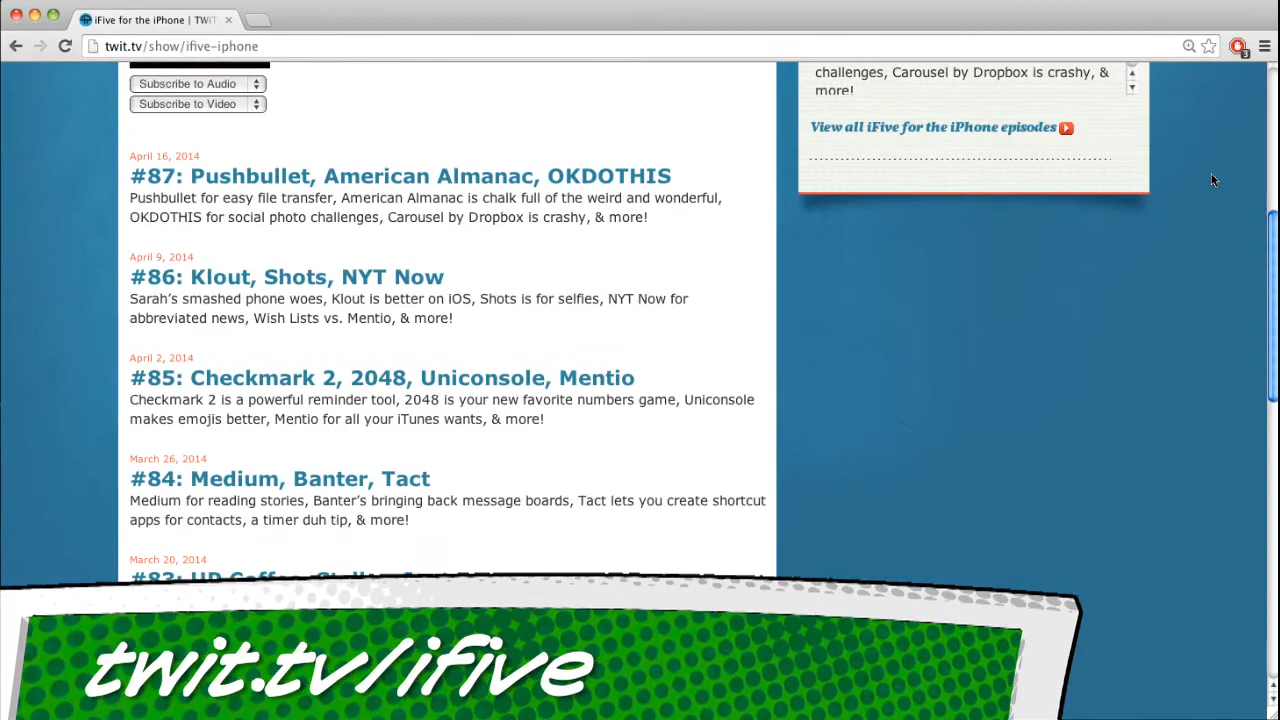 iFive for the iPhone | TWiT
twit.tv/show/ifive-iphone
3
Subscribe to Audio
Subscribe to Video
April 16, 2014
#87: Pushbullet, American Almanac, OKDOTHIS
Pushbullet for easy file transfer, American Almanac is chalk full of the weird and wonderful,
OKDOTHIS for social photo challenges, Carousel by Dropbox is crashy, & more!
April 9, 2014
#86: Klout, Shots, NYT Now
Sarah's smashed phone woes, Klout is better on iOS, Shots is for selfies, NYT Now for
abbreviated news, Wish Lists vs. Mentio, & more!
April 2, 2014
#85: Checkmark 2, 2048, Uniconsole, Mentio
Checkmark 2 is a powerful reminder tool, 2048 is your new favorite numbers game, Uniconsole
makes emojis better, Mentio for all your iTunes wants, & more!
March 26, 2014
#84: Medium, Banter, Tact
Medium for reading stories, Banter's bringing back message boards, Tact lets you create shortcut
apps for contacts, a timer duh tip, & more!
March 20, 2014
#83: UP
challenges, Carousel by Dropbox is crashy, &
more!
View all iFive for the iPhone episodes
twit.tv/ifive